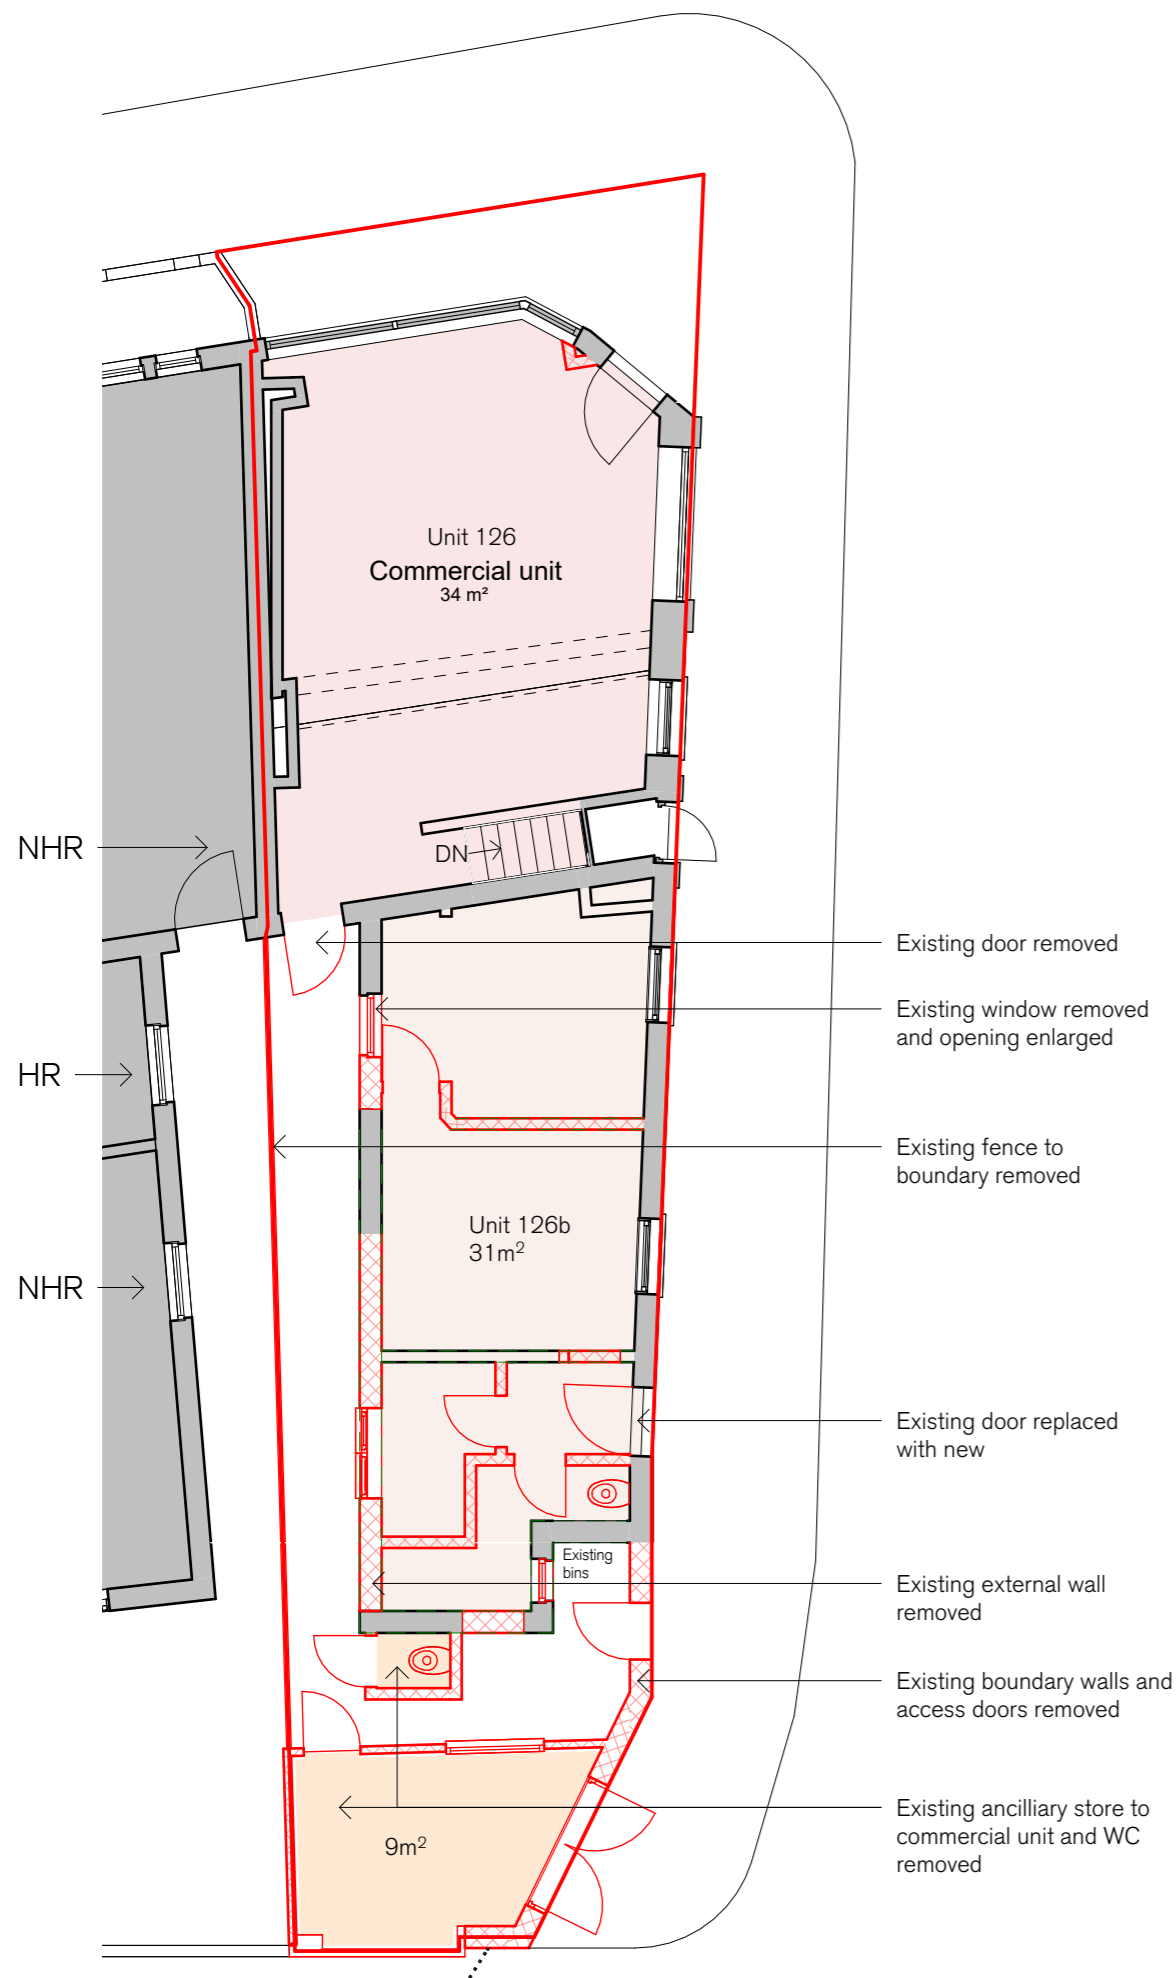 Unit 126
Commercial unit
34 m²
NHR
DN
Existing door removed
Existing window removed
and opening enlarged
HR
Existing fence to
boundary removed
Unit 126b
31m²
NHR
Existing door replaced
with new
Existing
bins
Existing external wall
removed
Existing boundary walls and
access doors removed
Existing ancilliary store to
commercial unit and WC
removed
9m²